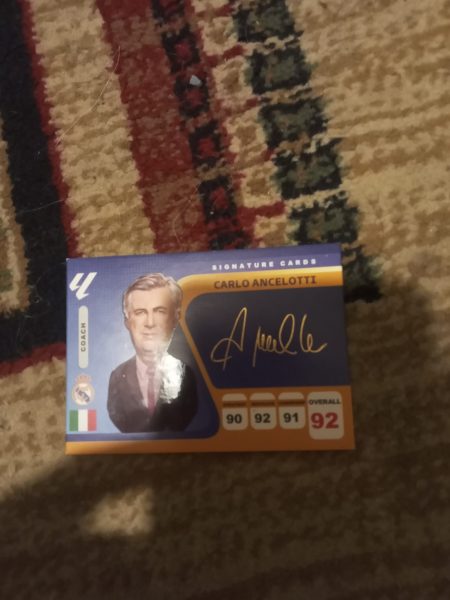 SIGNATURE CARDS
CARLO ANCELOTTI
COACH
OVERALL
90 92 91 92